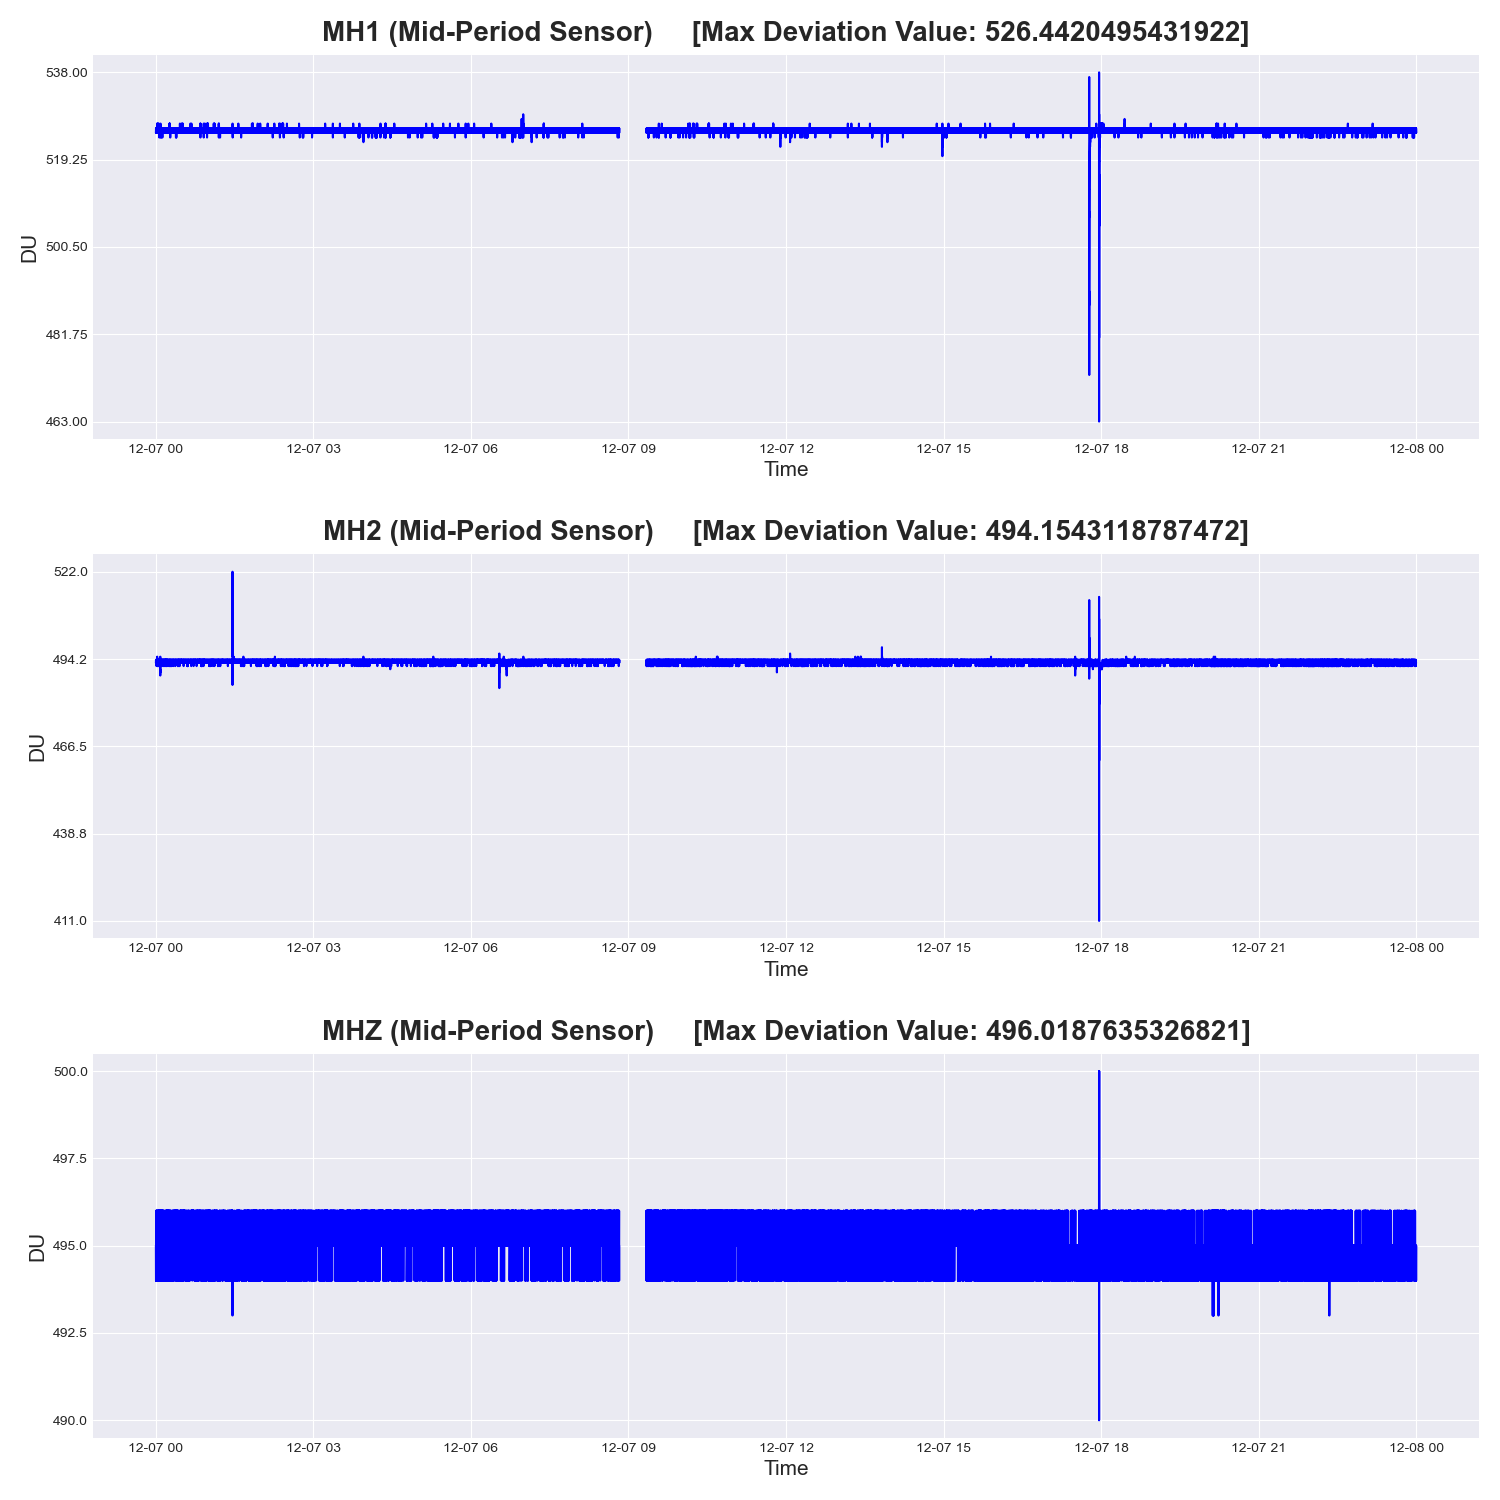 MH1 (Mid-Period Sensor) [Max Deviation Value: 526.4420495431922]
538.00
519.25
500.50
481.75
463.00
DU
12-07 00 12-07 03 12-07 06 12-07 09 12-07 12 12-07 15 12-07 18 12-07 21 12-08 00
Time
MH2 (Mid-Period Sensor) [Max Deviation Value: 494.1543118787472]
522.0
494.2
466.5
438.8
411.0
DU
12-07 00 12-07 03 12-07 06 12-07 09 12-07 12 12-07 15 12-07 18 12-07 21 12-08 00
Time
MHZ (Mid-Period Sensor) [Max Deviation Value: 496.0187635326821]
500.0
497.5
495.0
492.5
490.0
DU
12-07 00 12-07 03 12-07 06 12-07 09 12-07 12 12-07 15 12-07 18 12-07 21 12-08 00
Time